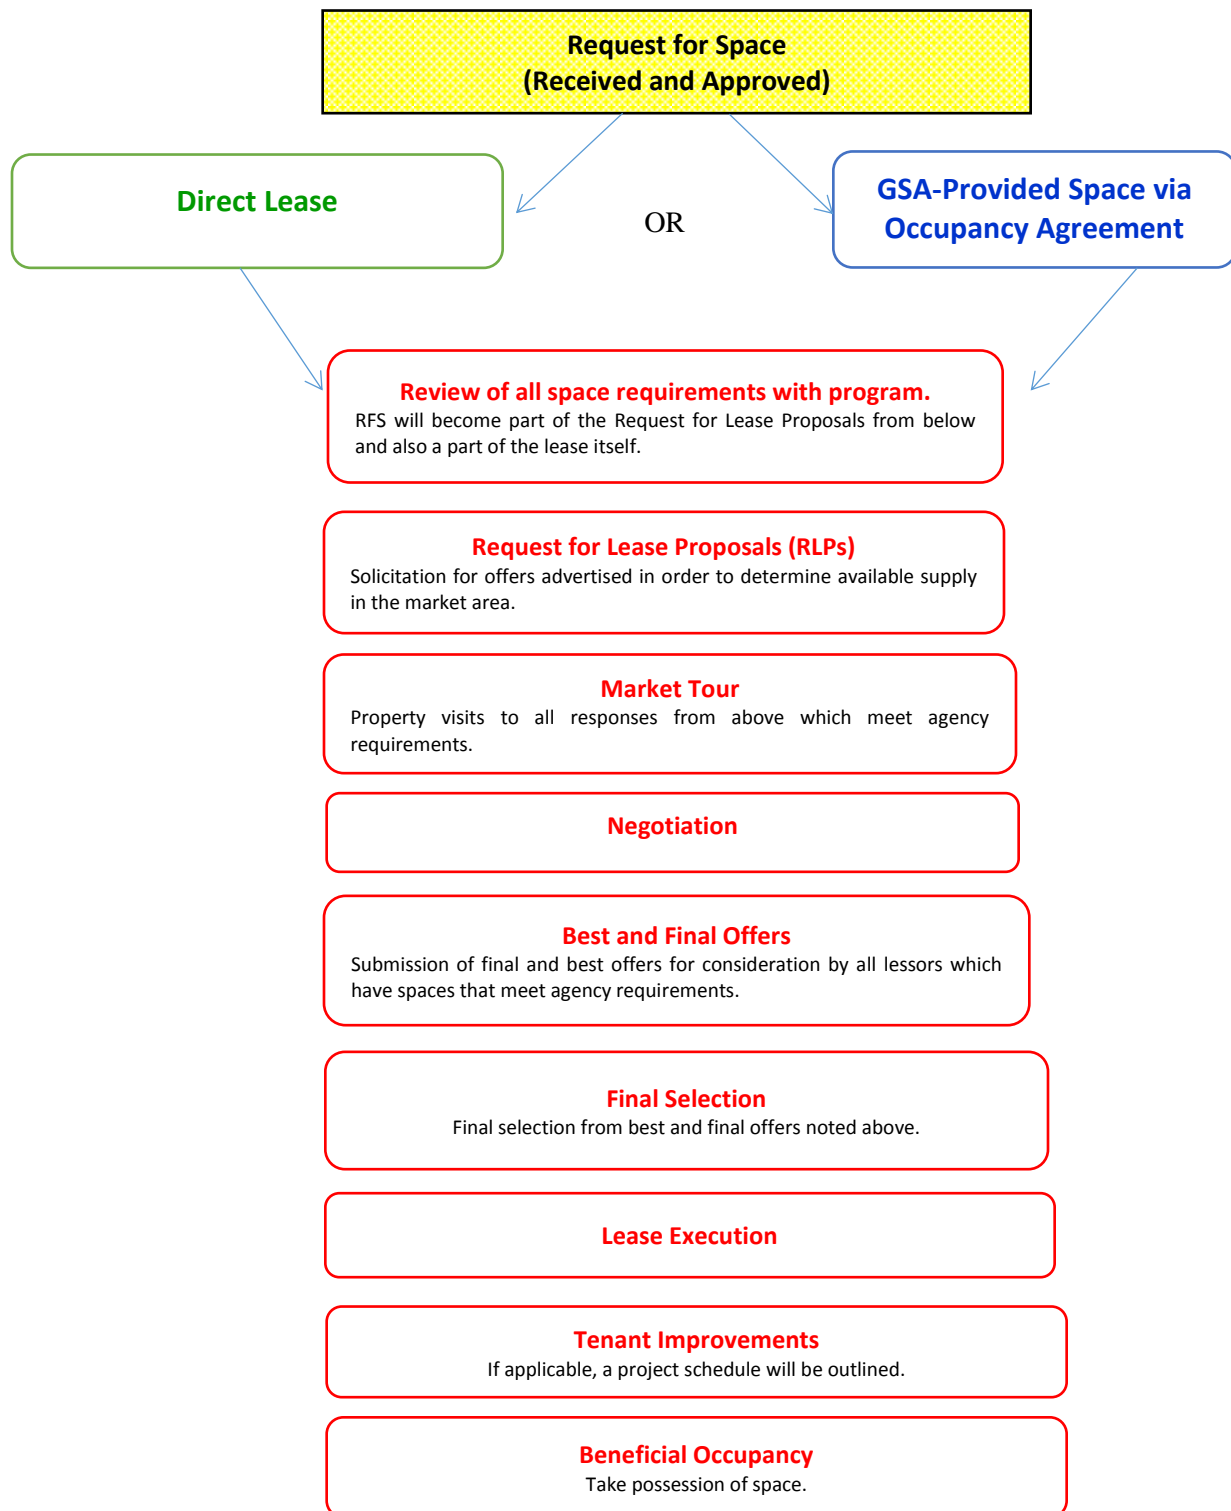 Request for Space
(Received and Approved)
Direct Lease
OR
GSA-Provided Space via
Occupancy Agreement
Review of all space requirements with program.
RFS will become part of the Request for Lease Proposals from below
and also a part of the lease itself.
Request for Lease Proposals (RLPs)
Solicitation for offers advertised in order to determine available supply
in the market area.
Market Tour
Property visits to all responses from above which meet agency
requirements.
Negotiation
Best and Final Offers
Submission of final and best offers for consideration by all lessors which
have spaces that meet agency requirements.
Final Selection
Final selection from best and final offers noted above.
Lease Execution
Tenant Improvements
If applicable, a project schedule will be outlined.
Beneficial Occupancy
Take possession of space.